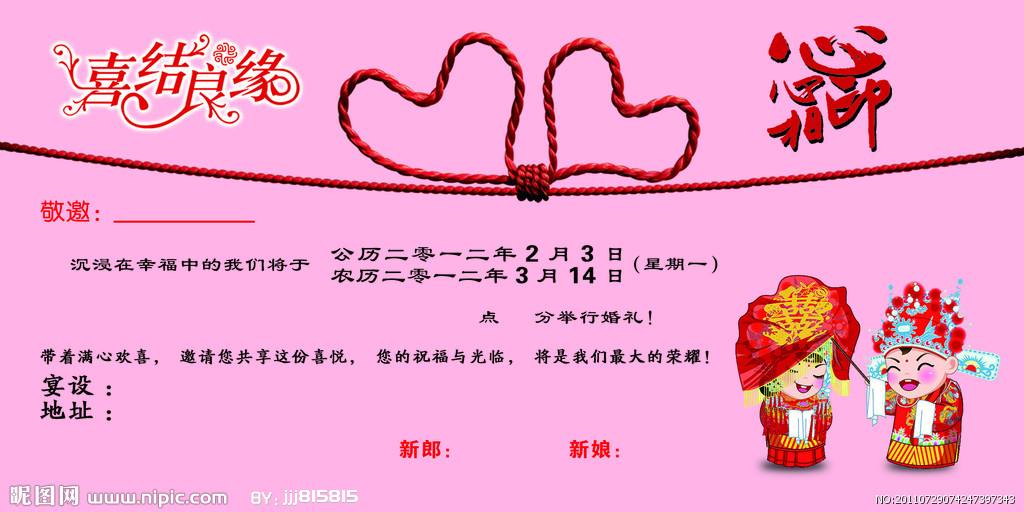 喜结良缘
心心相印
敬邀：
沉浸在幸福中的我们将于
公历二零一二年 2 月 3 日
农历二零一二年 3 月 14 日
(星期一)
点 分举行婚礼！
带着满心欢喜， 邀请您共享这份喜悦， 您的祝福与光临， 将是我们最大的荣耀！
宴设：
地址：
新郎： 新娘：
囍
昵图网 www.nipic.com BY: jjj815815
NO:20110729074247397343